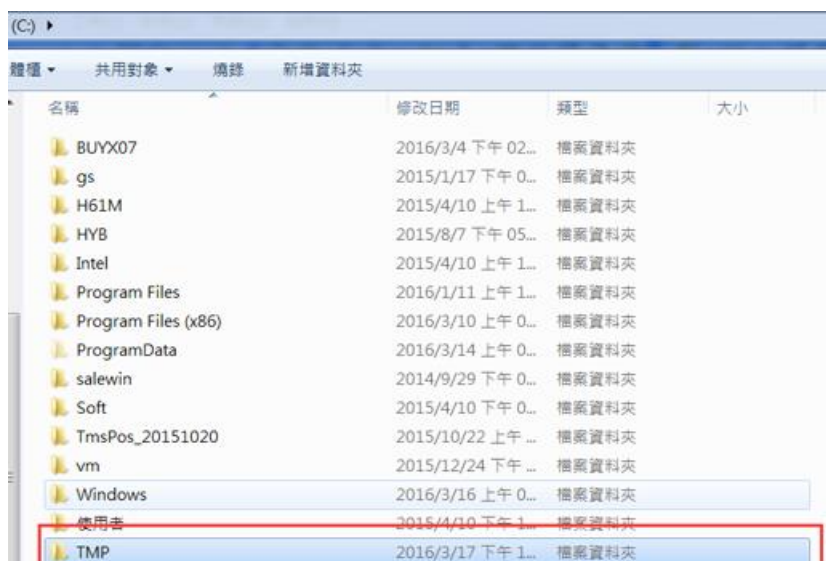 (C:)
體櫃 共用對象 燒錄 新增資料夾
名稱 修改日期 類型 大小
BUYX07 2016/3/4 下午 02... 檔案資料夾
gs 2015/1/17 下午 0... 檔案資料夾
H61M 2015/4/10 上午 1... 檔案資料夾
HYB 2015/8/7 下午 05... 檔案資料夾
Intel 2015/4/10 上午 1... 檔案資料夾
Program Files 2016/1/11 上午 1... 檔案資料夾
Program Files (x86) 2016/3/10 上午 0... 檔案資料夾
ProgramData 2016/3/14 上午 0... 檔案資料夾
salewin 2014/9/29 下午 0... 檔案資料夾
Soft 2015/4/10 下午 0... 檔案資料夾
TmsPos_20151020 2015/10/22 上午 ... 檔案資料夾
vm 2015/12/24 下午 ... 檔案資料夾
Windows 2016/3/16 上午 0... 檔案資料夾
使用者 2015/4/10 下午 1... 檔案資料夾
TMP 2016/3/17 下午 1... 檔案資料夾